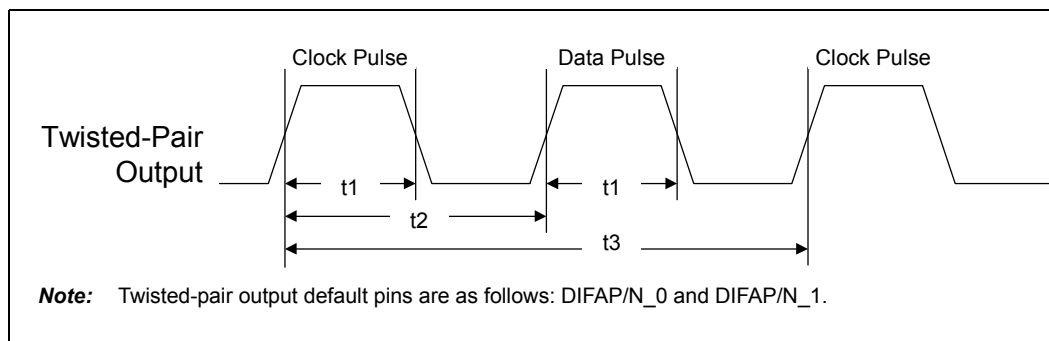 Clock Pulse Data Pulse Clock Pulse
Twisted-Pair
Output
t1 t1
t2
t3
Note: Twisted-pair output default pins are as follows: DIFAP/N_0 and DIFAP/N_1.